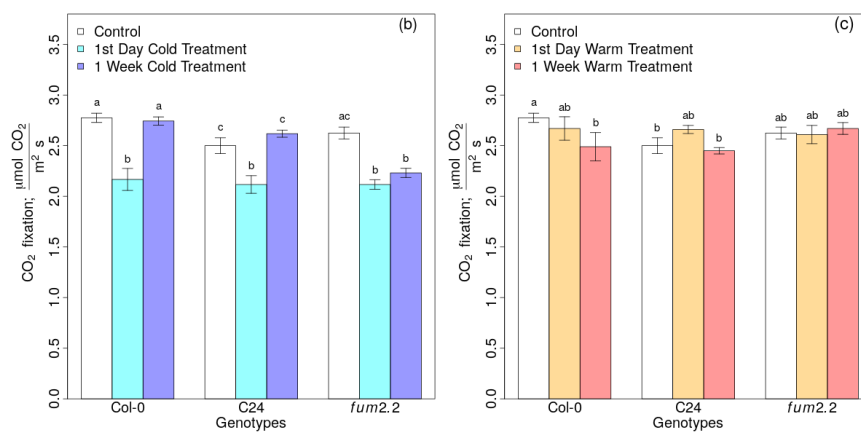 (b)
Control
1st Day Cold Treatment
1 Week Cold Treatment
CO2 fixation; μmol CO2 / m2 s
0.0 0.5 1.0 1.5 2.0 2.5 3.0 3.5
a b a c b c ac b b
Col-0 C24 fum2.2
Genotypes
(c)
Control
1st Day Warm Treatment
1 Week Warm Treatment
CO2 fixation; μmol CO2 / m2 s
0.0 0.5 1.0 1.5 2.0 2.5 3.0 3.5
a ab b b ab b ab ab ab
Col-0 C24 fum2.2
Genotypes